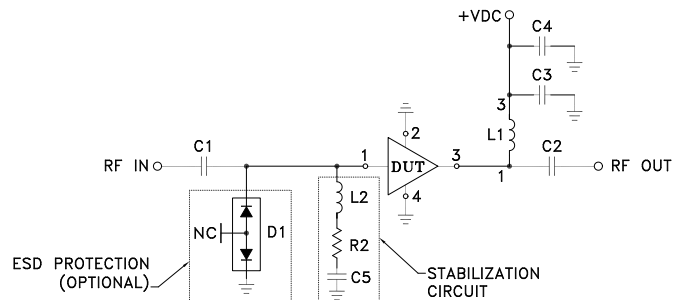 +VDC
C4
C3
3
L1
C1
C2
RF IN
1
2
DUT
3
4
1
RF OUT
NC
D1
L2
R2
C5
ESD PROTECTION
(OPTIONAL)
STABILIZATION
CIRCUIT